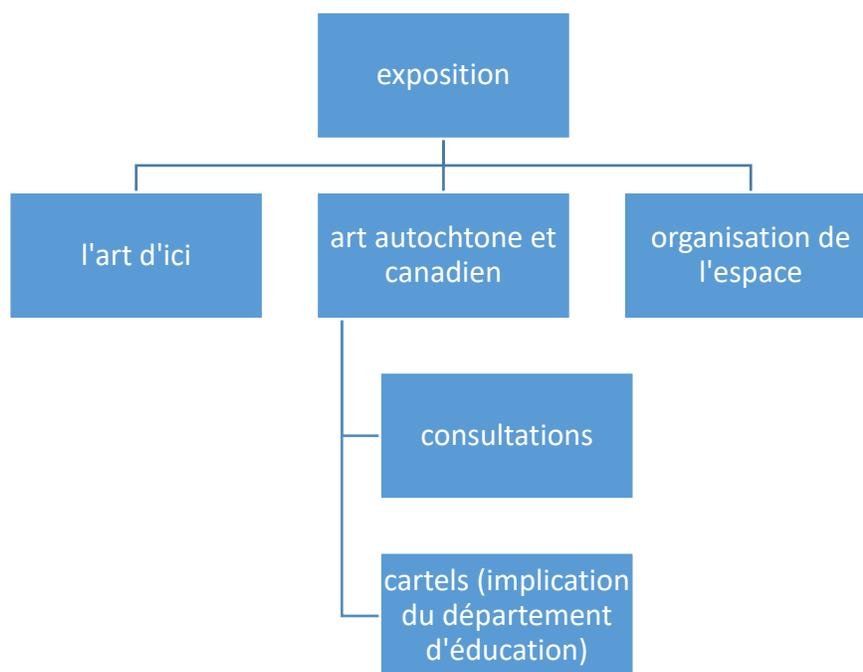 exposition
l'art d'ici
art autochtone et
canadien
organisation de
l'espace
consultations
cartels (implication
du département
d'éducation)